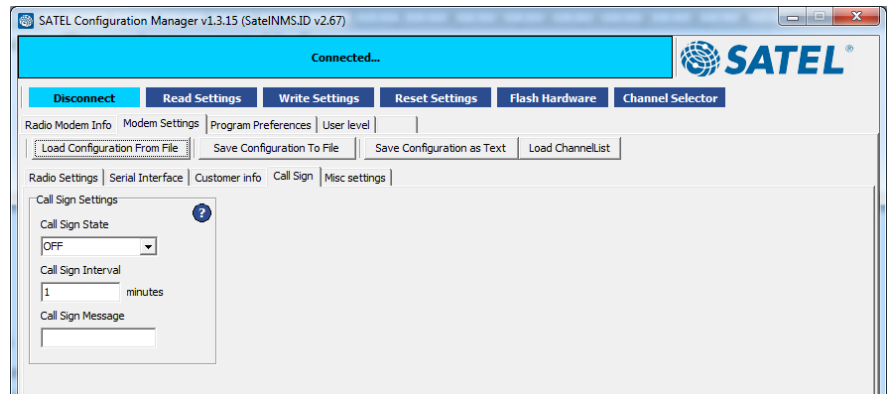 SATEL Configuration Manager v1.3.15 (SatelNMS.ID v2.67)
Connected...
SATEL®
Disconnect Read Settings Write Settings Reset Settings Flash Hardware Channel Selector
Radio Modem Info Modem Settings Program Preferences User level
Load Configuration From File Save Configuration To File Save Configuration as Text Load ChannelList
Radio Settings Serial Interface Customer info Call Sign Misc settings
Call Sign Settings
?
Call Sign State
OFF
Call Sign Interval
1 minutes
Call Sign Message